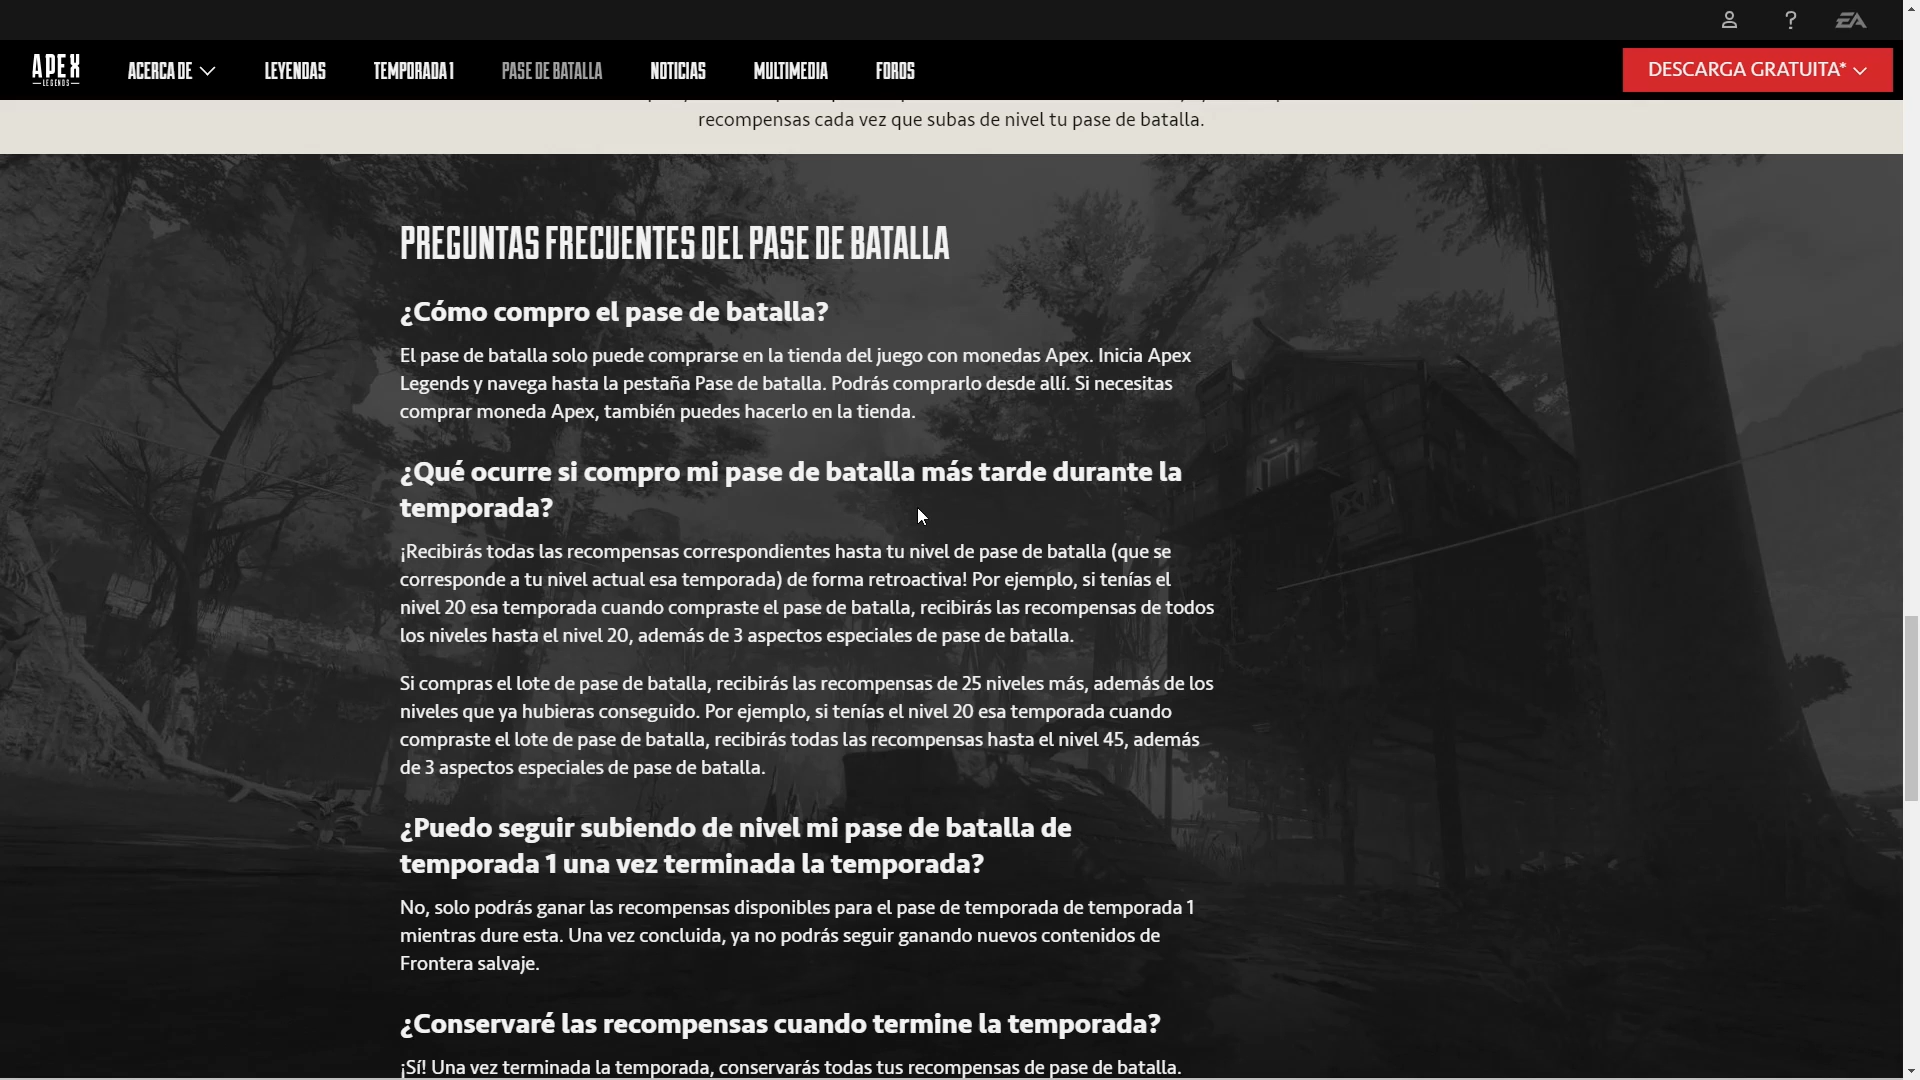 APEX
LEGENDS
ACERCA DE
LEYENDAS
TEMPORADA 1
PASE DE BATALLA
NOTICIAS
MULTIMEDIA
FOROS
?
EA
DESCARGA GRATUITA*
recompensas cada vez que subas de nivel tu pase de batalla.
PREGUNTAS FRECUENTES DEL PASE DE BATALLA
¿Cómo compro el pase de batalla?
El pase de batalla solo puede comprarse en la tienda del juego con monedas Apex. Inicia Apex
Legends y navega hasta la pestaña Pase de batalla. Podrás comprarlo desde allí. Si necesitas
comprar moneda Apex, también puedes hacerlo en la tienda.
¿Qué ocurre si compro mi pase de batalla más tarde durante la
temporada?
¡Recibirás todas las recompensas correspondientes hasta tu nivel de pase de batalla (que se
corresponde a tu nivel actual esa temporada) de forma retroactiva! Por ejemplo, si tenías el
nivel 20 esa temporada cuando compraste el pase de batalla, recibirás las recompensas de todos
los niveles hasta el nivel 20, además de 3 aspectos especiales de pase de batalla.
Si compras el lote de pase de batalla, recibirás las recompensas de 25 niveles más, además de los
niveles que ya hubieras conseguido. Por ejemplo, si tenías el nivel 20 esa temporada cuando
compraste el lote de pase de batalla, recibirás todas las recompensas hasta el nivel 45, además
de 3 aspectos especiales de pase de batalla.
¿Puedo seguir subiendo de nivel mi pase de batalla de
temporada 1 una vez terminada la temporada?
No, solo podrás ganar las recompensas disponibles para el pase de temporada de temporada 1
mientras dure esta. Una vez concluida, ya no podrás seguir ganando nuevos contenidos de
Frontera salvaje.
¿Conservaré las recompensas cuando termine la temporada?
¡Sí! Una vez terminada la temporada, conservarás todas tus recompensas de pase de batalla.